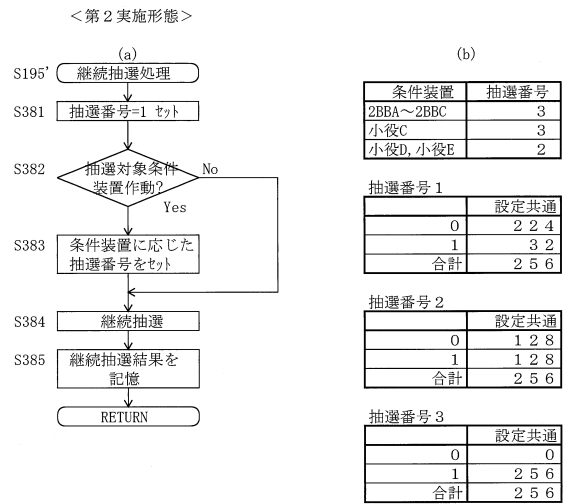 ＜第２実施形態＞
(a)
S195' 継続抽選処理
S381 抽選番号=1 セット
S382 抽選対象条件
装置作動?
No
Yes
S383 条件装置に応じた
抽選番号をセット
S384 継続抽選
S385 継続抽選結果を
記憶
RETURN
(b)
条件装置 抽選番号
2BBA～2BBC 3
小役C 3
小役D,小役E 2
抽選番号１
設定共通
0 ２２４
1 ３２
合計 ２５６
抽選番号２
設定共通
0 １２８
1 １２８
合計 ２５６
抽選番号３
設定共通
0 0
1 ２５６
合計 ２５６